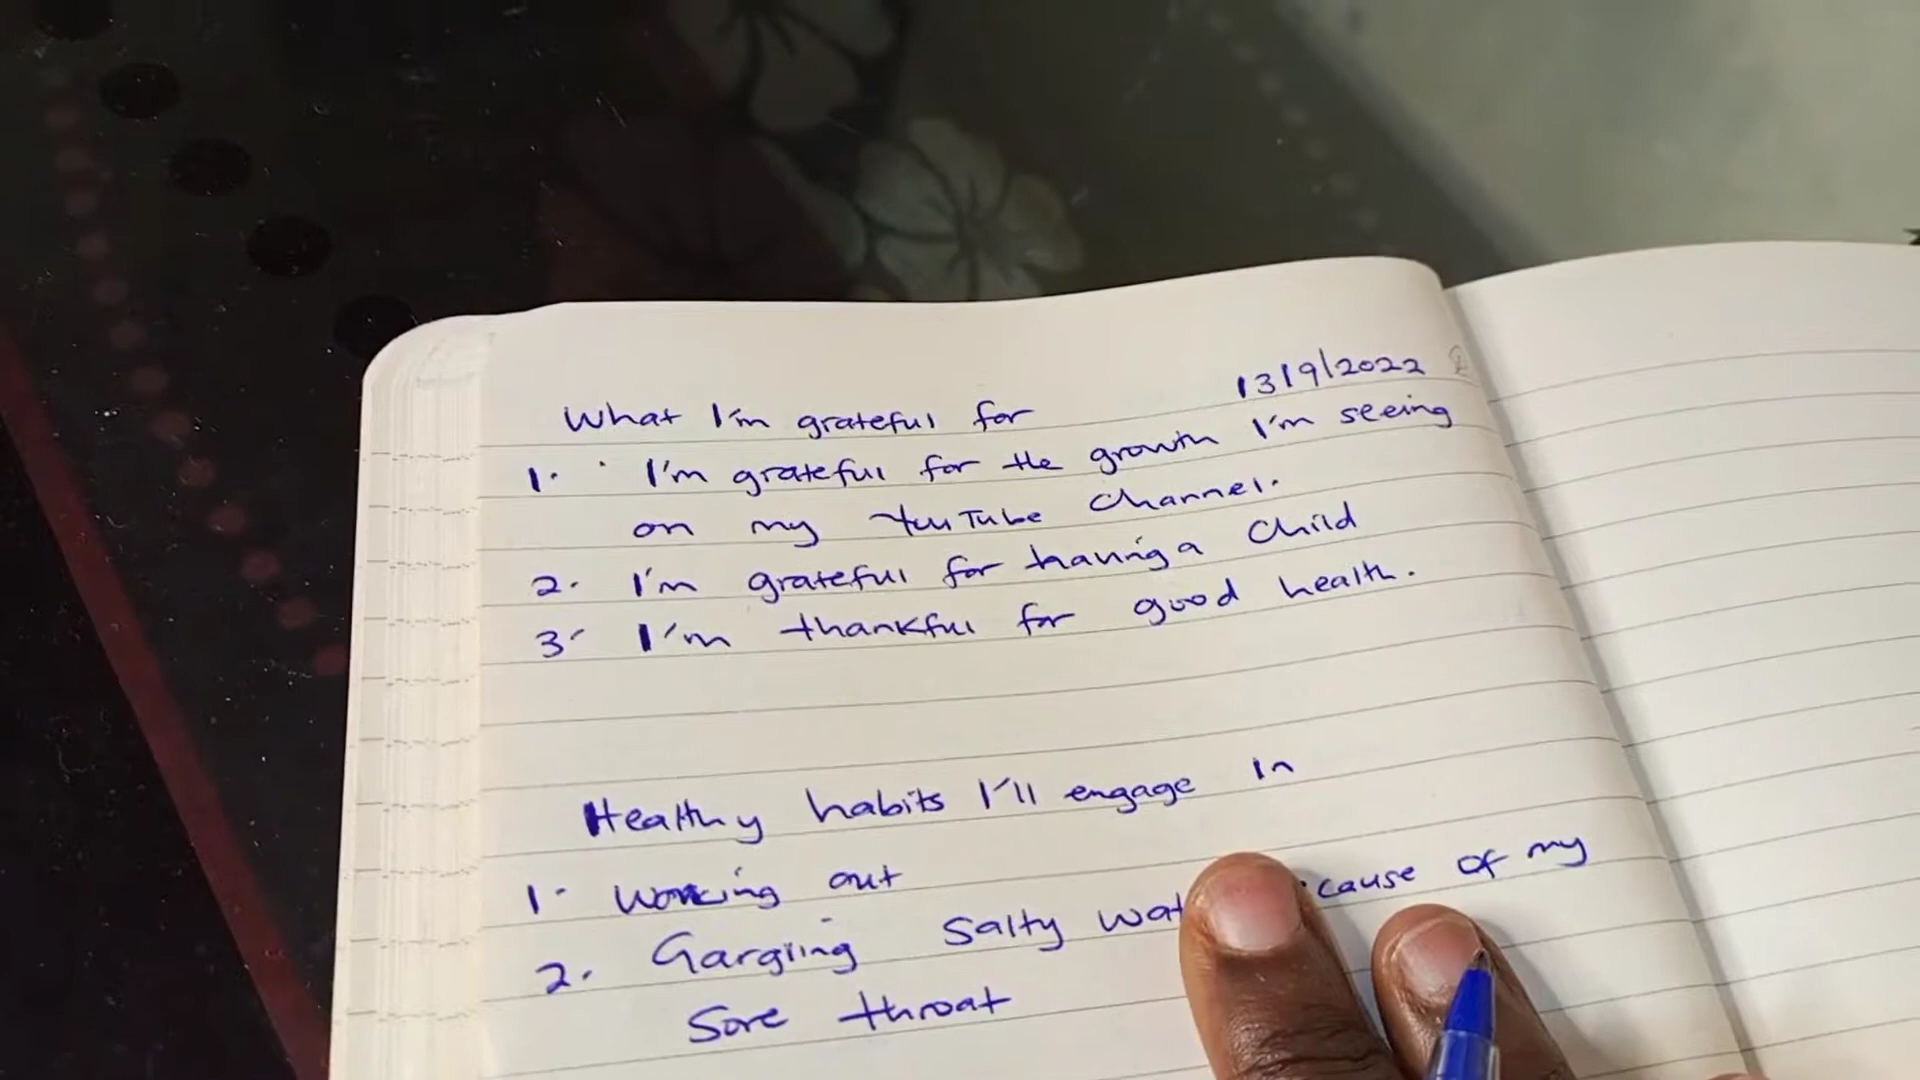 13/9/2022
What I'm grateful for
1. I'm grateful for the growth I'm seeing
on my YouTube Channel.
2. I'm grateful for having a Child
3. I'm thankful for good health.
Healthy habits I'll engage in
1. Working out
2. Gargling Salty wat cause of my
Sore throat